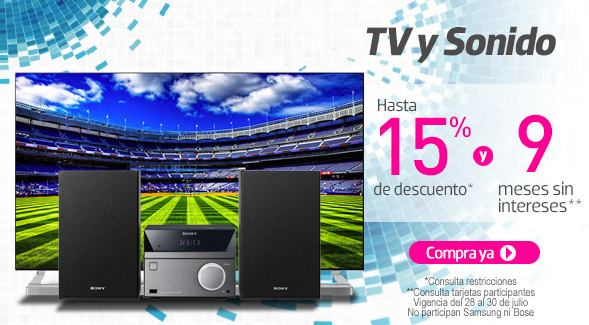 TV y Sonido
Hasta
15% y 9
de descuento*
meses sin
intereses**
Compra ya
*Consulta restricciones
**Consulta tarjetas participantes
Vigencia del 28 al 30 de julio
No participan Samsung ni Bose
SONY
SONY
SONY